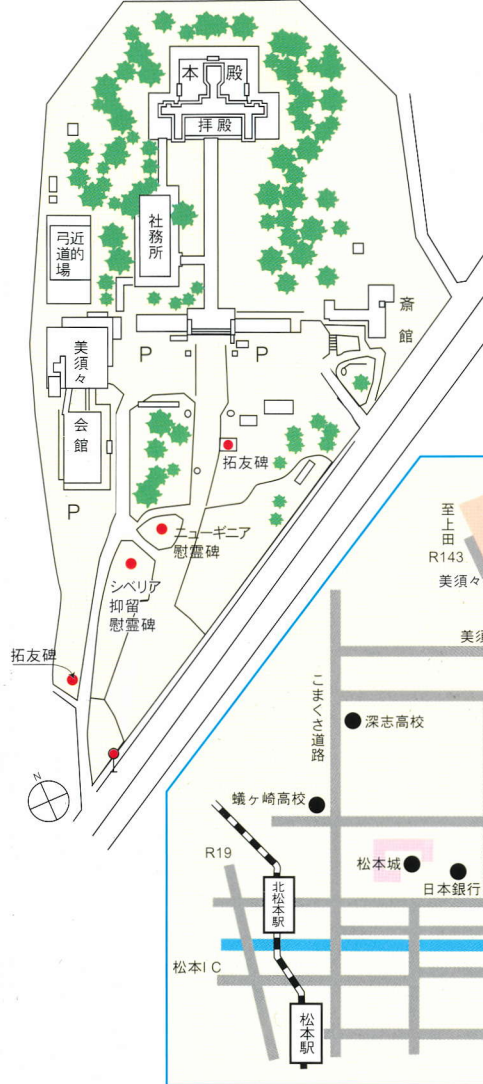 本殿
拝殿
社務所
近的
弓道場
斎館
美須々
P
P
会館
拓友碑
P
ニューギニア
慰霊碑
シベリア
抑留
慰霊碑
拓友碑
N
至上田
R143
美須々
美須
こまくさ道路
深志高校
蟻ヶ崎高校
R19
松本城
日本銀行
北松本駅
松本IC
松本駅